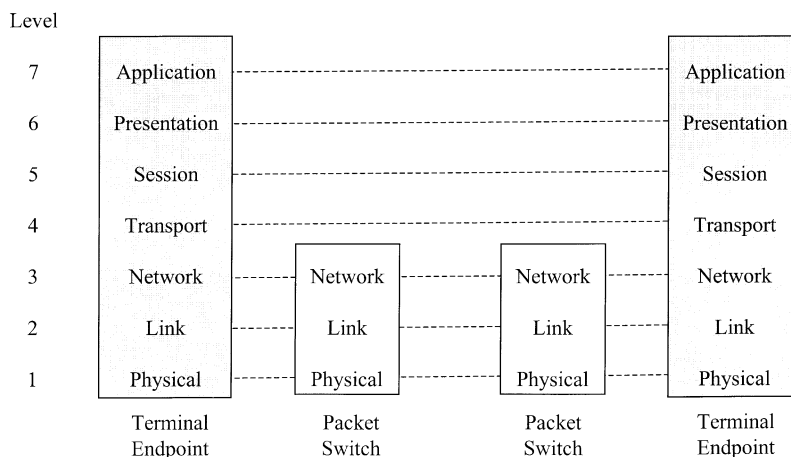 Level
7 Application Application
6 Presentation Presentation
5 Session Session
4 Transport Transport
3 Network Network Network Network
2 Link Link Link Link
1 Physical Physical Physical Physical
Terminal Packet Packet Terminal
Endpoint Switch Switch Endpoint